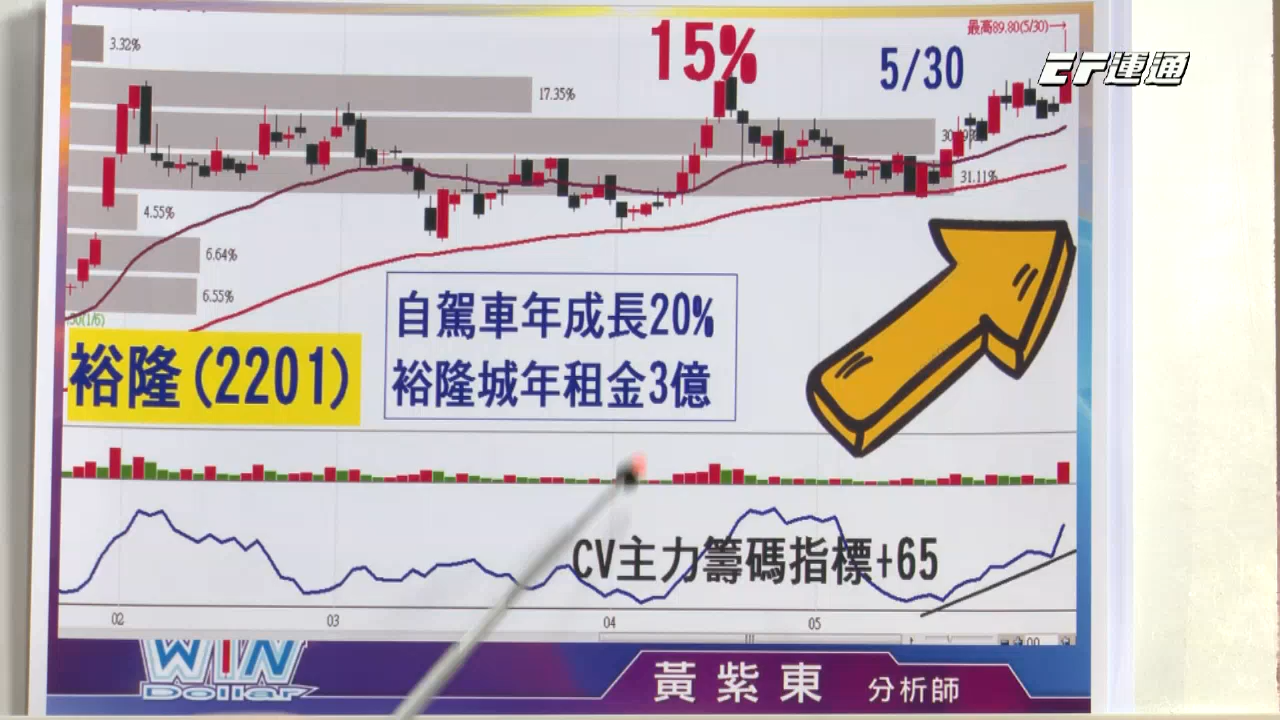 3.32%
15%
最高89.80(5/30)→
5/30
EF運通
17.35%
31.11%
4.55%
6.64%
6.55%
自駕車年成長20%
裕隆城年租金3億
裕隆(2201)
CV主力籌碼指標+65
02
03
04
05
WIN
Dollar
黃紫東
分析師